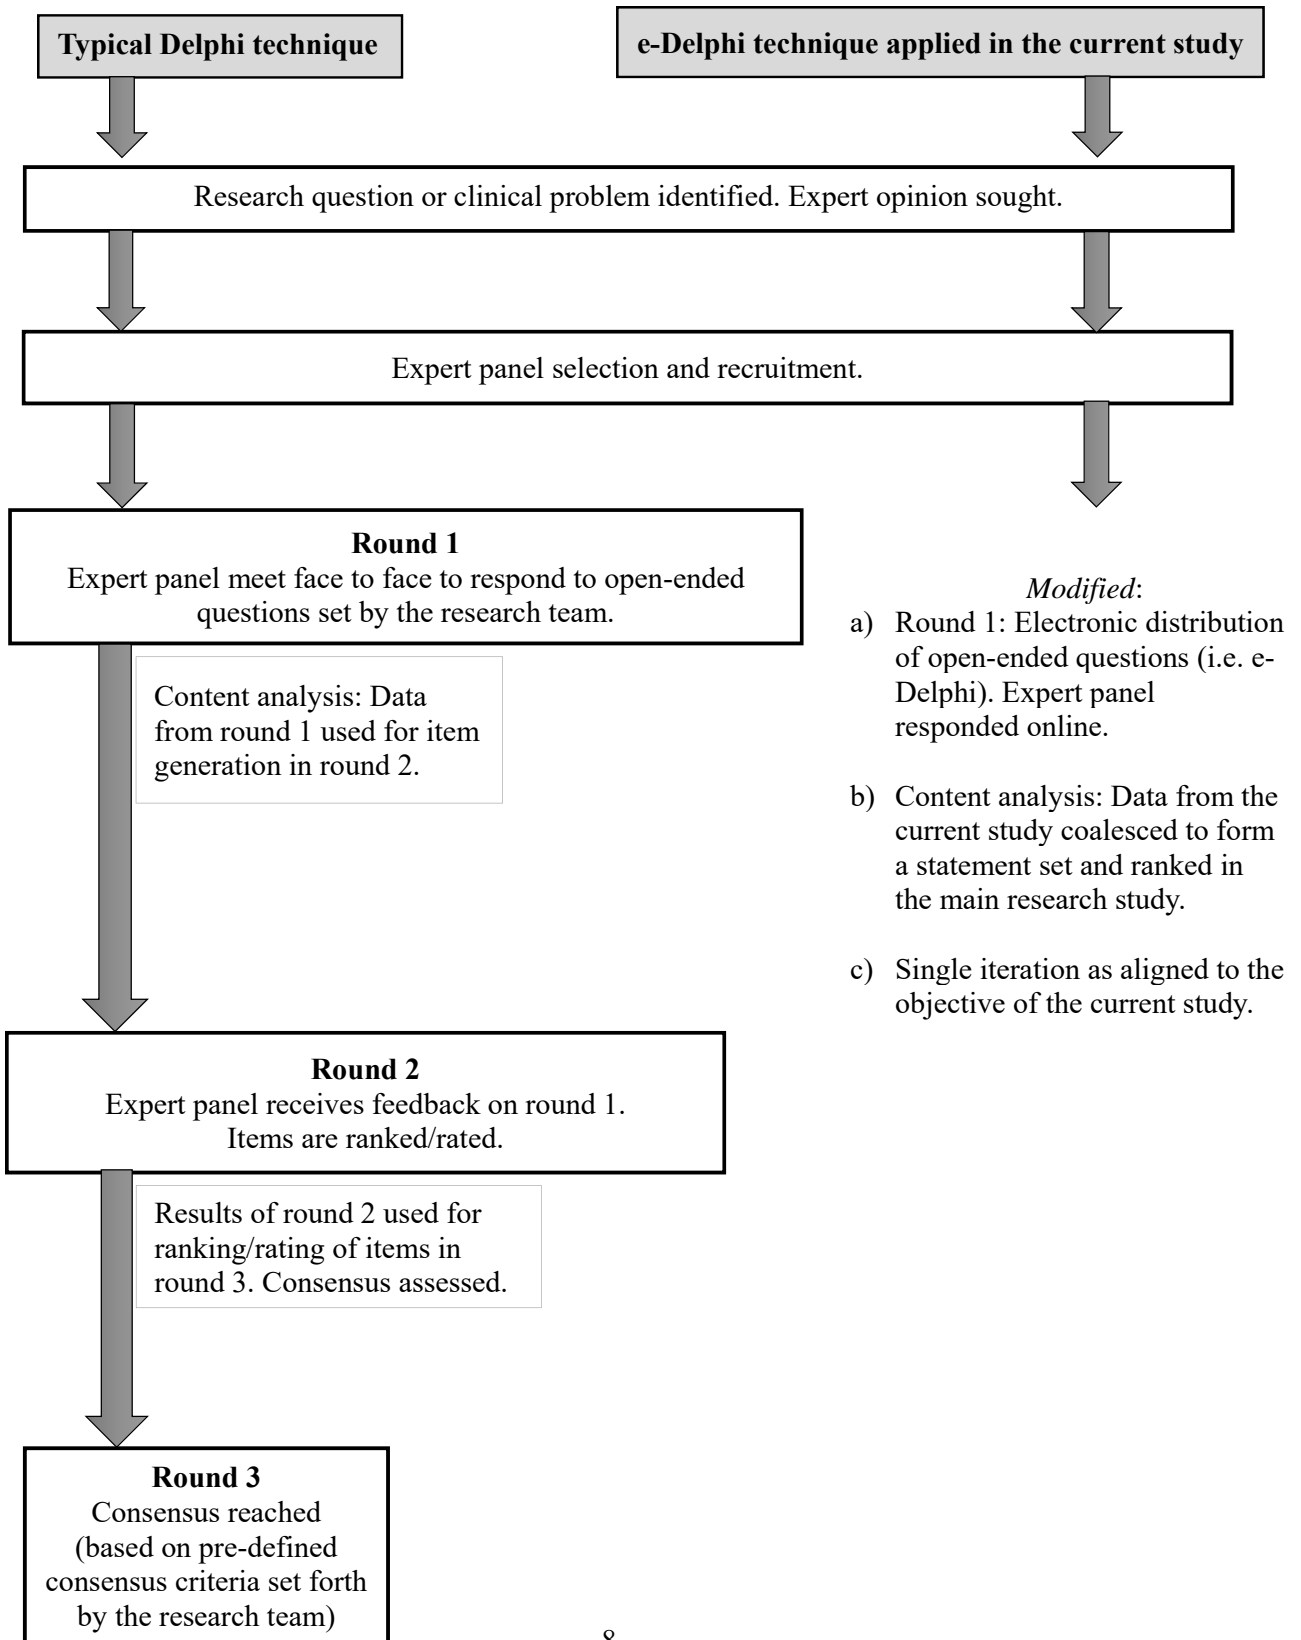 Typical Delphi technique
e-Delphi technique applied in the current study
Research question or clinical problem identified. Expert opinion sought.
Expert panel selection and recruitment.
Round 1
Expert panel meet face to face to respond to open-ended
questions set by the research team.
Content analysis: Data
from round 1 used for item
generation in round 2.
Modified:
a) Round 1: Electronic distribution
of open-ended questions (i.e. e-
Delphi). Expert panel
responded online.
b) Content analysis: Data from the
current study coalesced to form
a statement set and ranked in
the main research study.
c) Single iteration as aligned to the
objective of the current study.
Round 2
Expert panel receives feedback on round 1.
Items are ranked/rated.
Results of round 2 used for
ranking/rating of items in
round 3. Consensus assessed.
Round 3
Consensus reached
(based on pre-defined
consensus criteria set forth
by the research team)
8